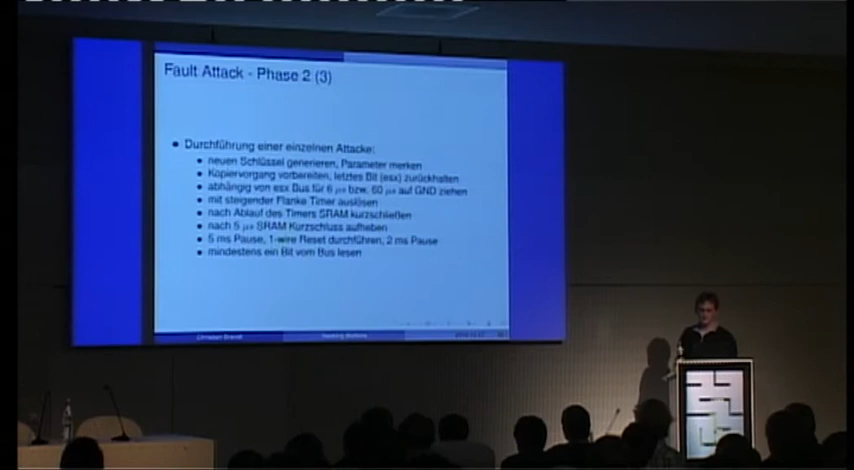 Fault Attack - Phase 2 (3)
Durchführung einer einzelnen Attacke:
neuen Schlüssel generieren, Parameter merken
Kopiervorgang vorbereiten, letztes Bit (esx) zurückhalten
abhängig von esx Bus für 6 µs bzw. 60 µs auf GND ziehen
mit steigender Flanke Timer auslösen
nach Ablauf des Timers SRAM kurzschließen
nach 5 µs SRAM Kurzschluss aufheben
5 ms Pause, 1-wire Reset durchführen, 2 ms Pause
mindestens ein Bit vom Bus lesen
Christian Brandt